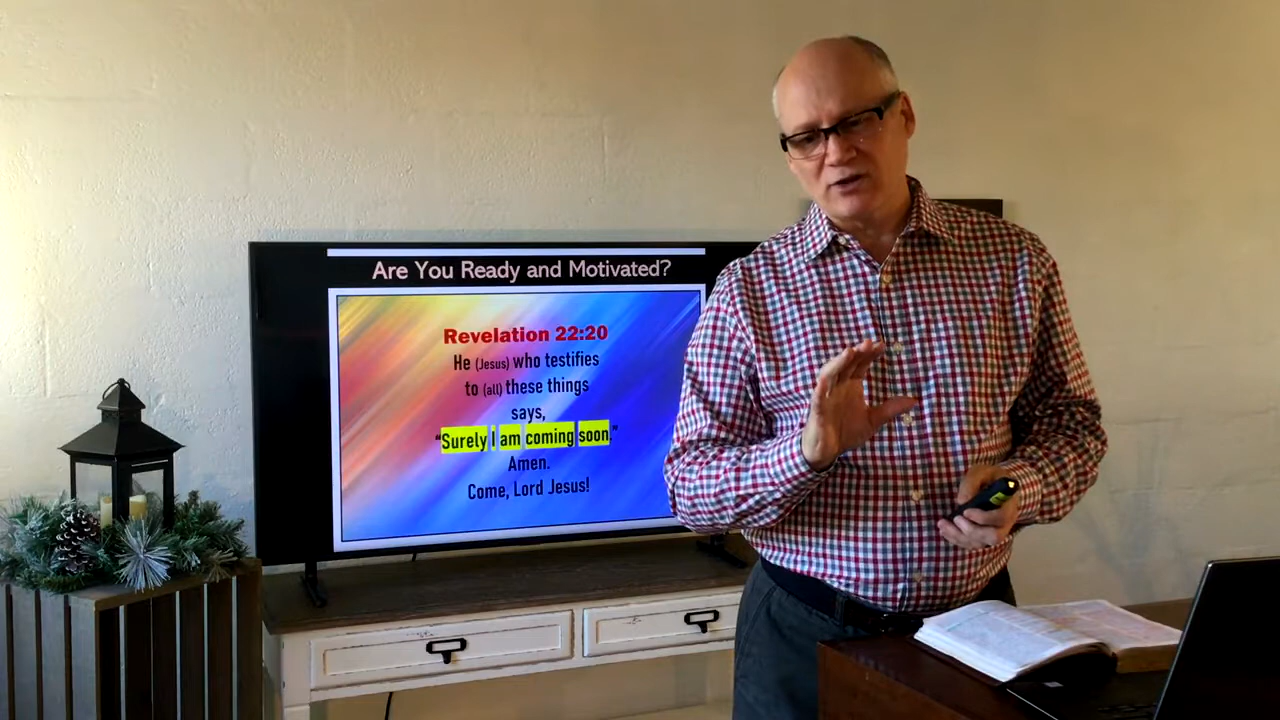 Are You Ready and Motivated?
Revelation 22:20
He (Jesus) who testifies
to (all) these things
says,
“Surely I am coming soon.”
Amen.
Come, Lord Jesus!